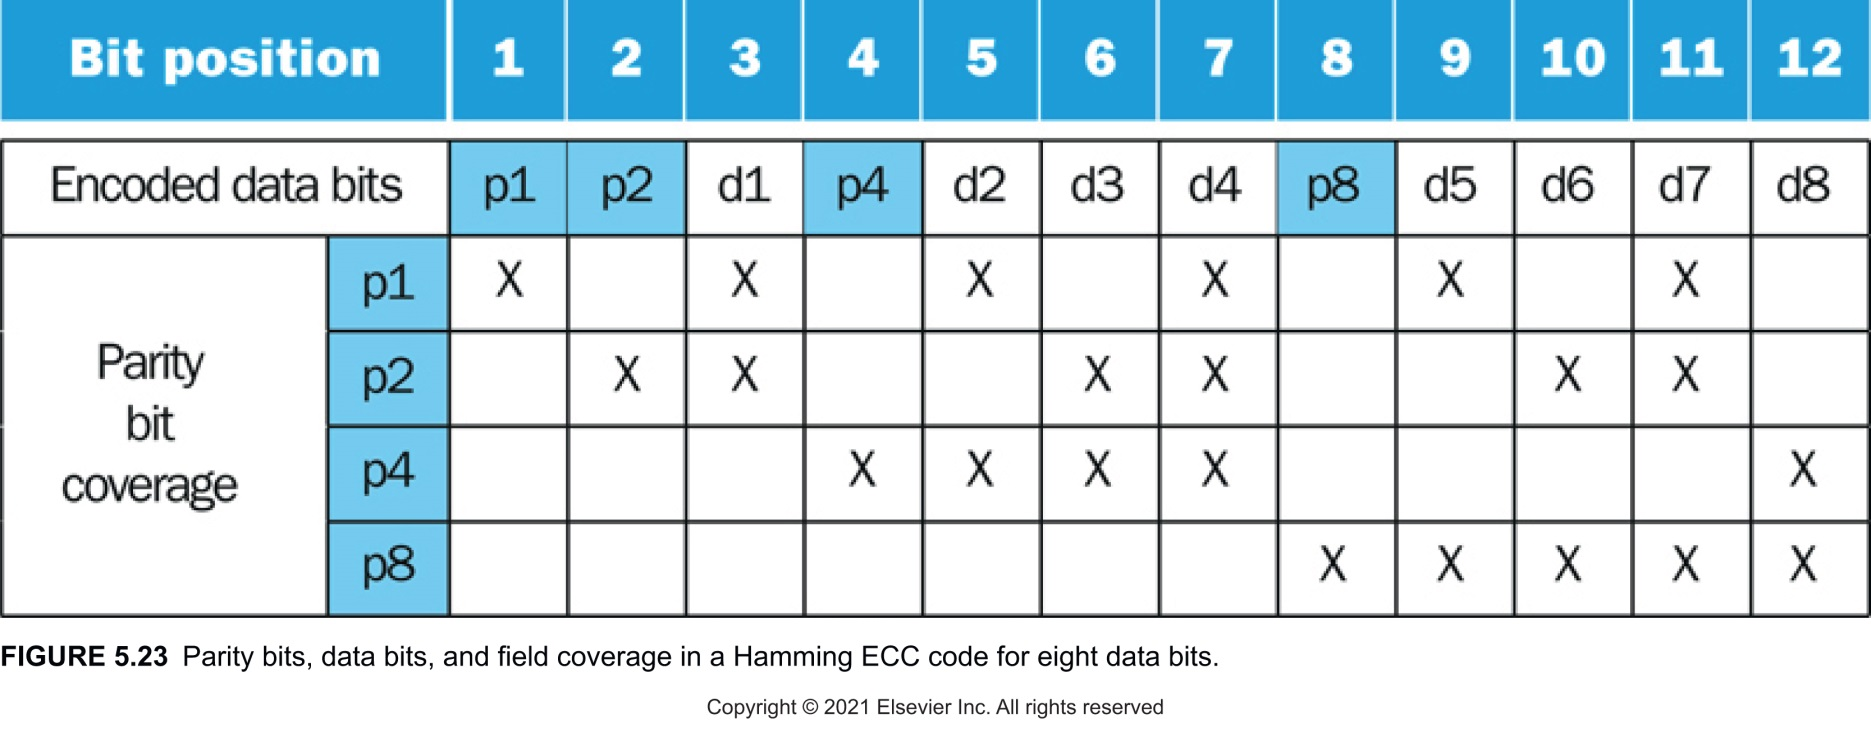 Bit position 1 2 3 4 5 6 7 8 9 10 11 12
Encoded data bits p1 p2 d1 p4 d2 d3 d4 p8 d5 d6 d7 d8
Parity
bit
coverage
p1 X X X X X X
p2 X X X X X X
p4 X X X X X
p8 X X X X X
FIGURE 5.23 Parity bits, data bits, and field coverage in a Hamming ECC code for eight data bits.
Copyright © 2021 Elsevier Inc. All rights reserved